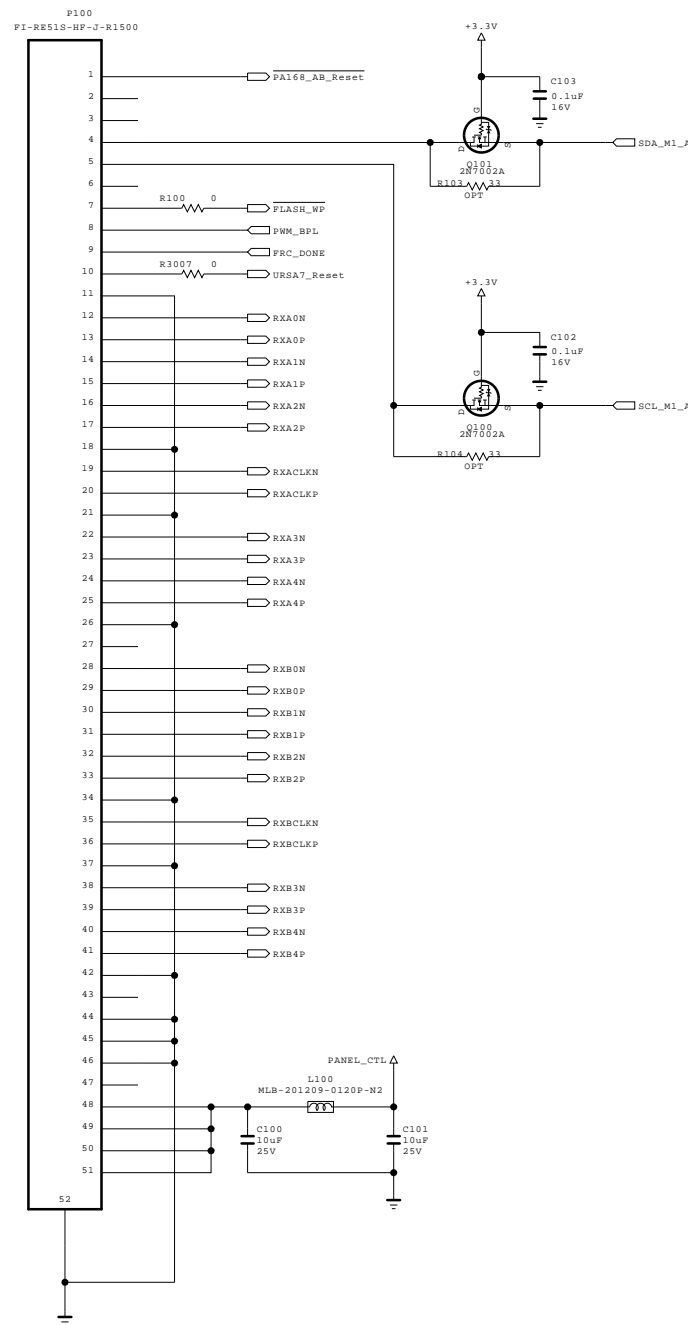 P100
FI-RE51S-HF-J-R1500
1
PA168_AB_Reset
2
3
4
5
6
7
R100 0
FLASH_WP
8
PWM_BPL
9
FRC_DONE
10
R3007 0
URSA7_Reset
11
12
RXA0N
13
RXA0P
14
RXA1N
15
RXA1P
16
RXA2N
17
RXA2P
18
19
RXACLKN
20
RXACLKP
21
22
RXA3N
23
RXA3P
24
RXA4N
25
RXA4P
26
27
28
RXB0N
29
RXB0P
30
RXB1N
31
RXB1P
32
RXB2N
33
RXB2P
34
35
RXBCLKN
36
RXBCLKP
37
38
RXB3N
39
RXB3P
40
RXB4N
41
RXB4P
42
43
44
45
46
47
48
49
50
51
52
+3.3V
C103
0.1uF
16V
G
D
S
Q101
2N7002A
R103 33
OPT
SDA_M1_A
+3.3V
C102
0.1uF
16V
G
D
S
Q100
2N7002A
R104 33
OPT
SCL_M1_A
PANEL_CTL
L100
MLB-201209-0120P-N2
C100
10uF
25V
C101
10uF
25V